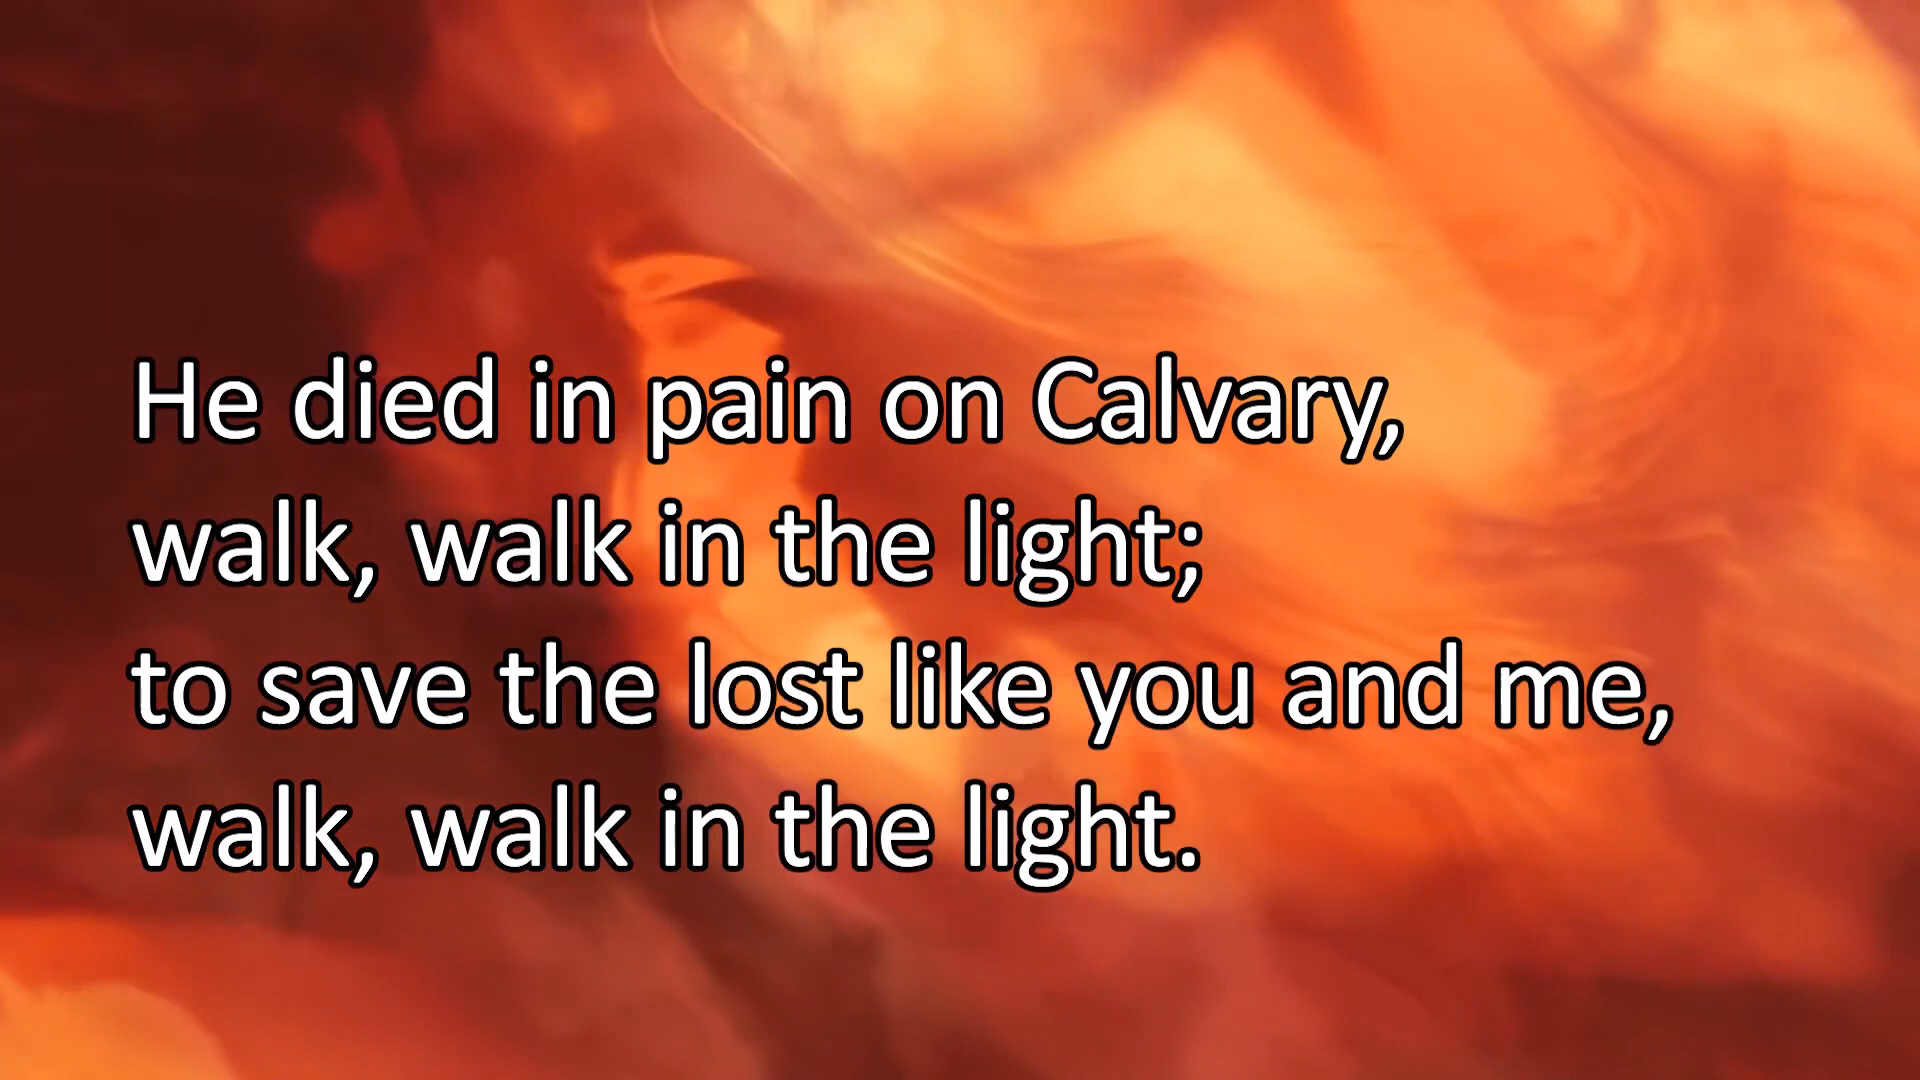 He died in pain on Calvary,
walk, walk in the light;
to save the lost like you and me,
walk, walk in the light.